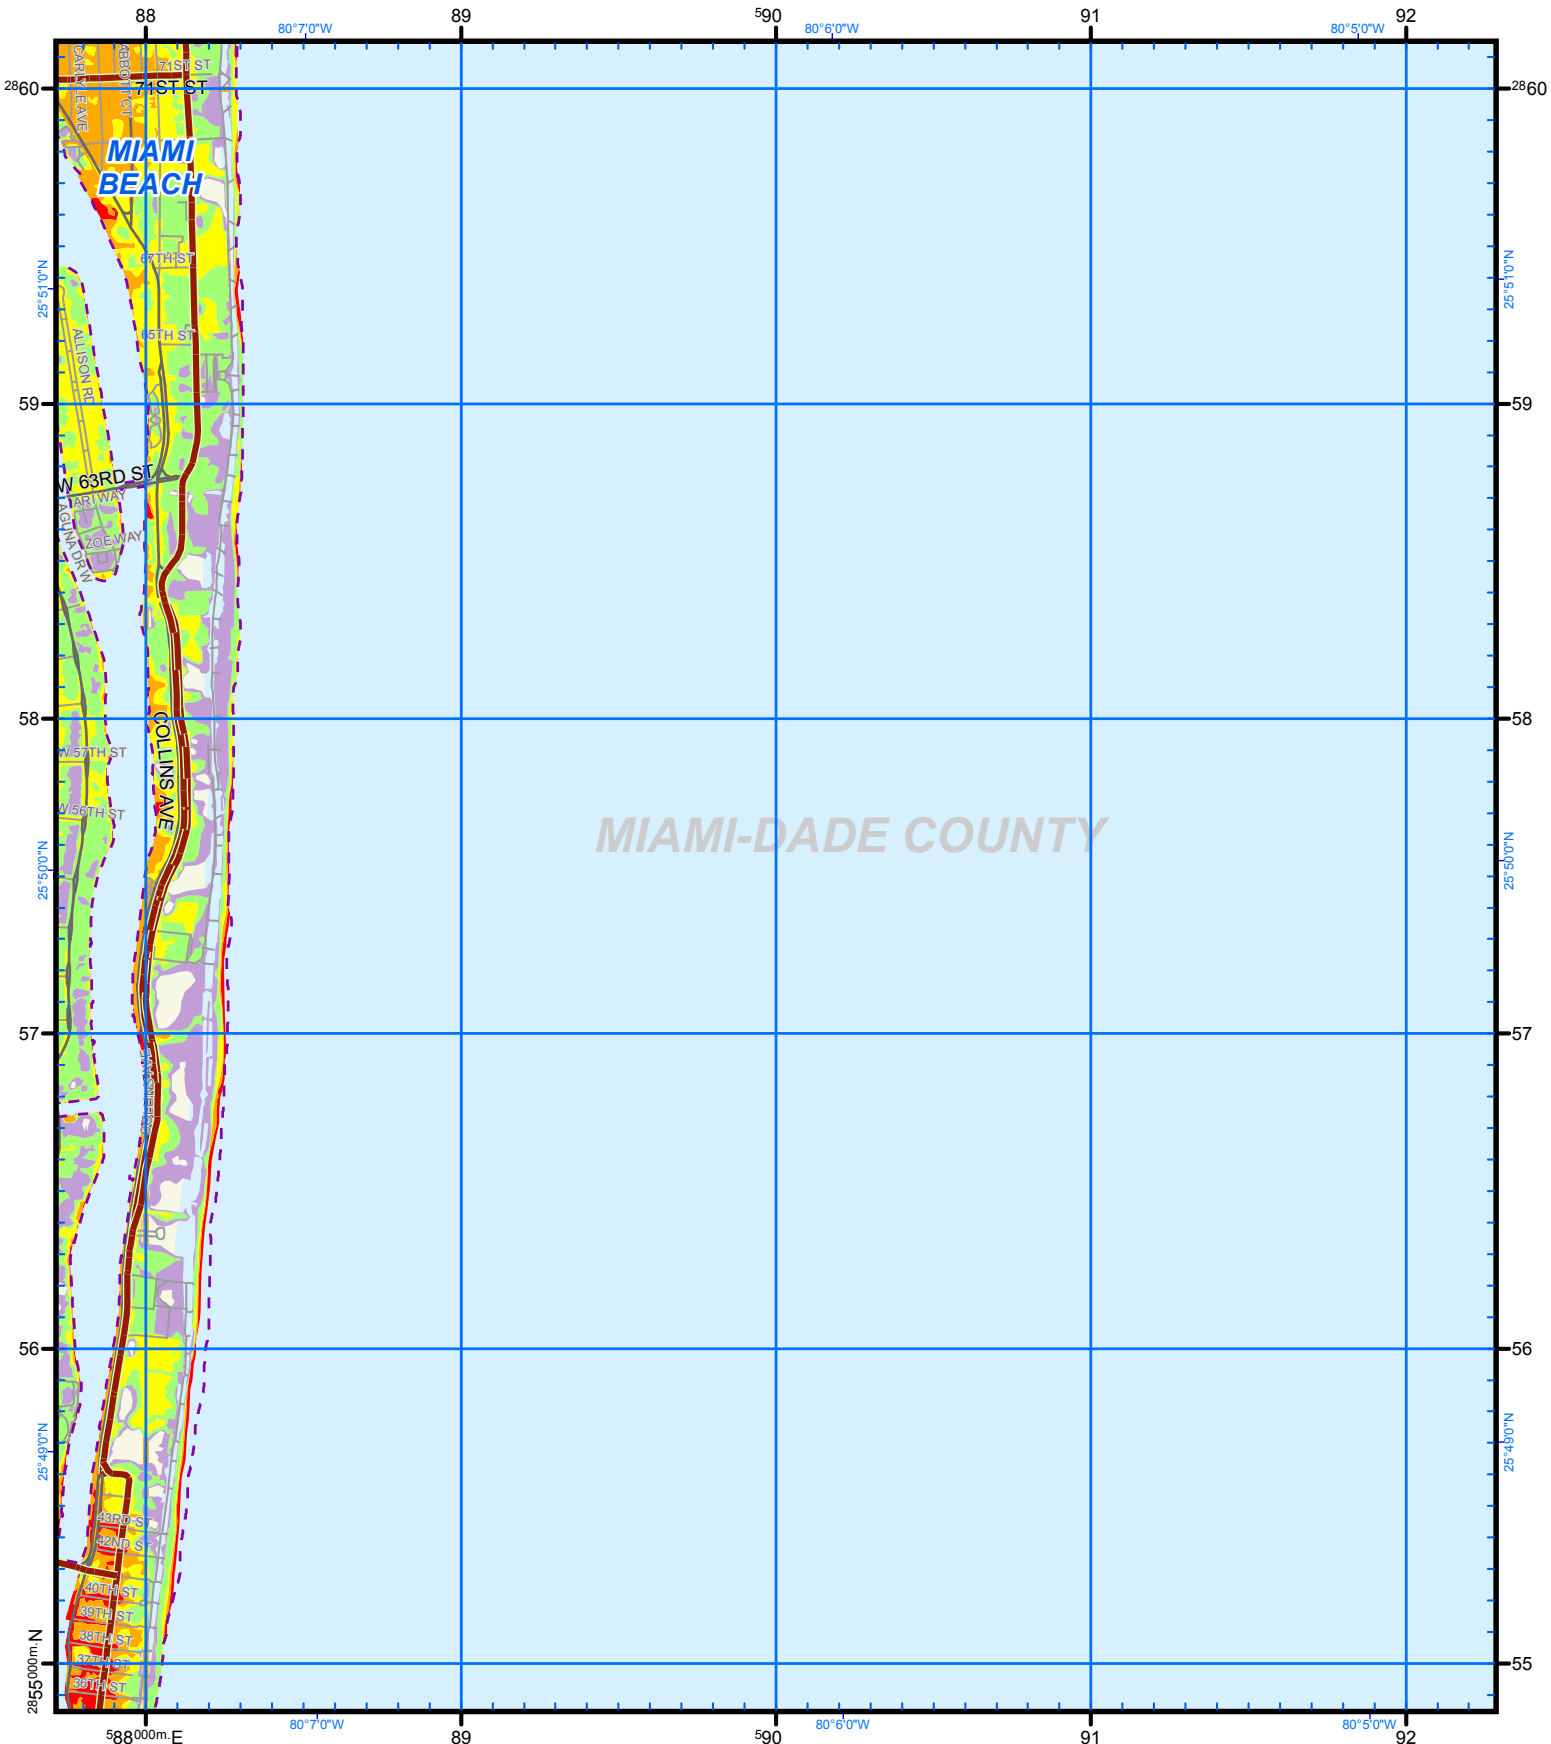 88 89 590 91 92
80°7'0"W 80°6'0"W 80°5'0"W
CARLYLE AVE
ABBOTT CT
71ST ST
71ST ST
2860 2860
MIAMI
BEACH
67TH ST
25°51'0"N 25°51'0"N
65TH ST
ALLISON RD
59 59
W 63RD ST
ARI WAY
LAGUNA DR W
ZOE WAY
58 58
COLLINS AVE
W 57TH ST
W 56TH ST
MIAMI-DADE COUNTY
25°50'0"N 25°50'0"N
57 57
56 56
25°49'0"N 25°49'0"N
43RD ST
42ND ST
40TH ST
39TH ST
38TH ST
37TH ST
36TH ST
2855000m.N 55
80°7'0"W 80°6'0"W 80°5'0"W
588000m.E 89 590 91 92